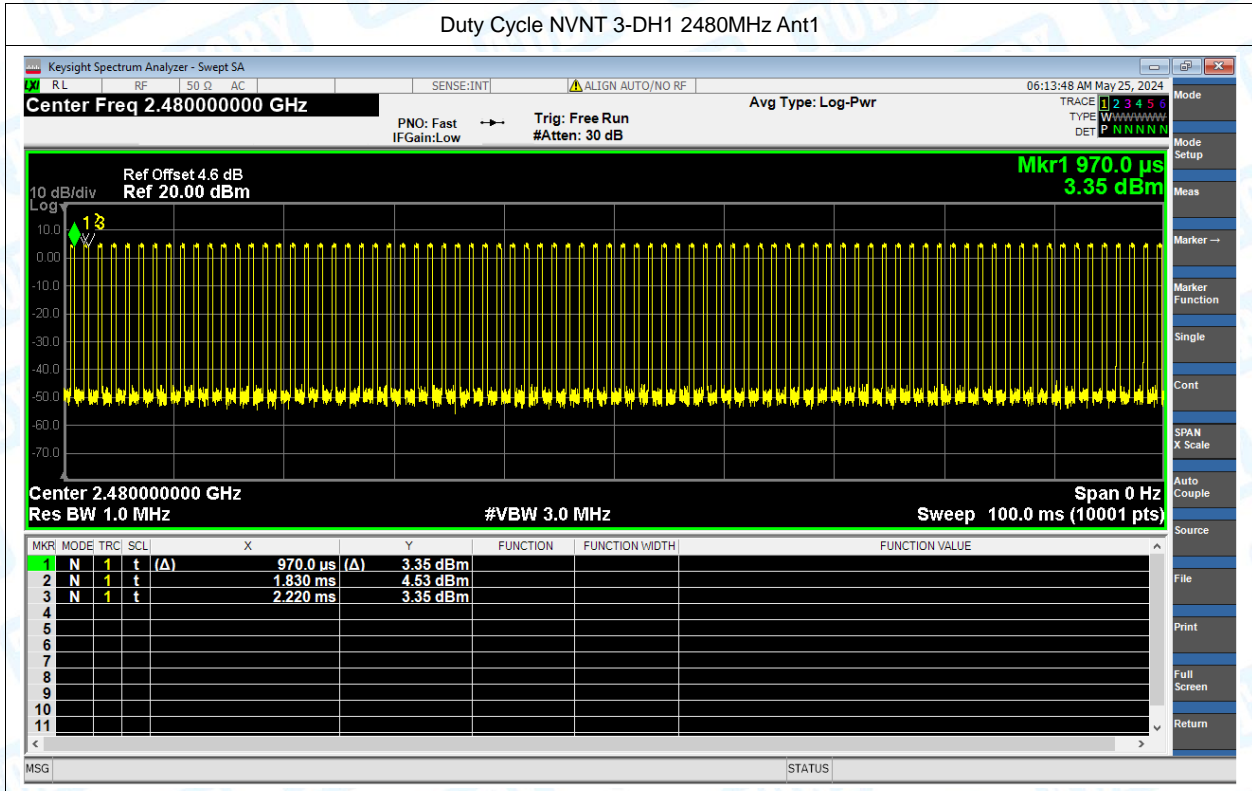 Duty Cycle NVNT 3-DH1 2480MHz Ant1
Keysight Spectrum Analyzer - Swept SA
LXI RL RF 50 Ω AC SENSE:INT ALIGN AUTO/NO RF 06:13:48 AM May 25, 2024
Center Freq 2.480000000 GHz
PNO: Fast
IFGain:Low
Trig: Free Run
#Atten: 30 dB
Avg Type: Log-Pwr
TRACE 1 2 3 4 5 6
TYPE WWWWWWW
DET P N N N N N
Ref Offset 4.6 dB
10 dB/div Ref 20.00 dBm
Log
Mkr1 970.0 µs
3.35 dBm
1 3
10.0
0.00
-10.0
-20.0
-30.0
-40.0
-50.0
-60.0
-70.0
Center 2.480000000 GHz Span 0 Hz
Res BW 1.0 MHz #VBW 3.0 MHz Sweep 100.0 ms (10001 pts)
MKR MODE TRC SCL X Y FUNCTION FUNCTION WIDTH FUNCTION VALUE
1 N 1 t (Δ) 970.0 µs (Δ) 3.35 dBm
2 N 1 t 1.830 ms 4.53 dBm
3 N 1 t 2.220 ms 3.35 dBm
4
5
6
7
8
9
10
11
MSG STATUS
Mode
Mode Setup
Meas
Marker →
Marker Function
Single
Cont
SPAN X Scale
Auto Couple
Source
File
Print
Full Screen
Return